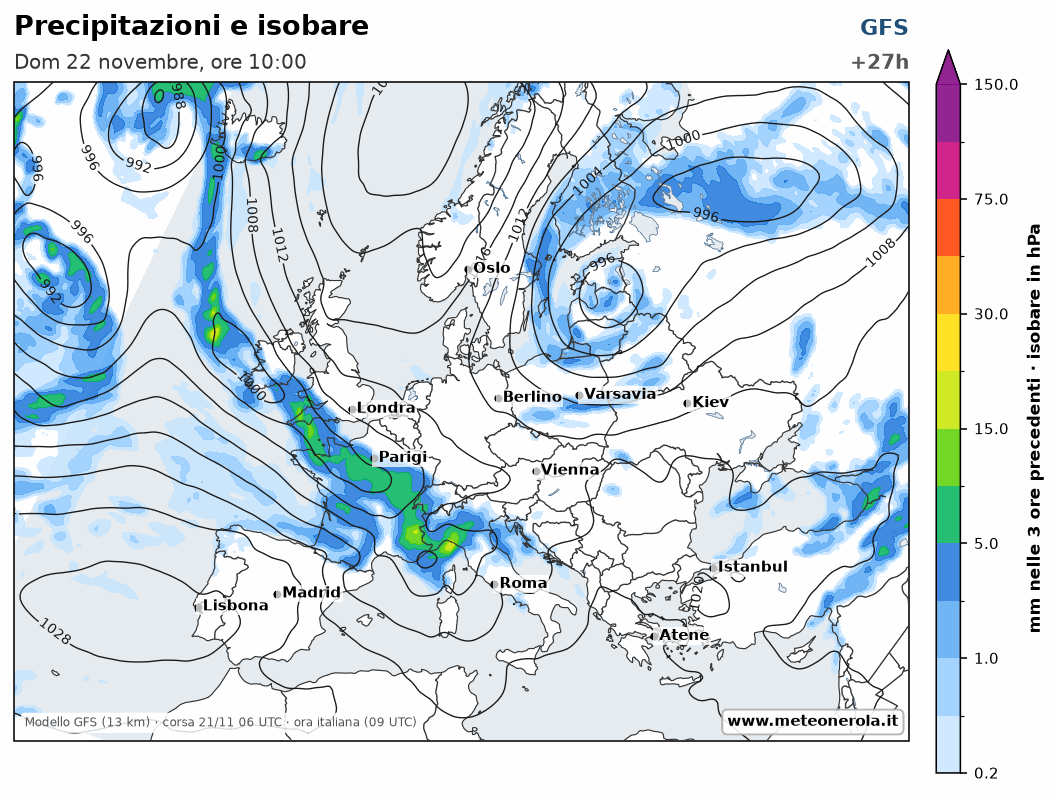 Precipitazioni e isobare
GFS
Dom 22 novembre, ore 10:00
+27h
150.0
75.0
30.0
15.0
5.0
1.0
0.2
mm nelle 3 ore precedenti · isobare in hPa
988
996
992
1000
996
1004
1000
996
1008
1012
1012
996
1008
996
992
996
Oslo
1000
Londra
Berlino
Varsavia
Kiev
Parigi
Vienna
Istanbul
Madrid
Roma
Lisbona
1020
1028
Atene
Modello GFS (13 km) · corsa 21/11 06 UTC · ora italiana (09 UTC)
www.meteonerola.it